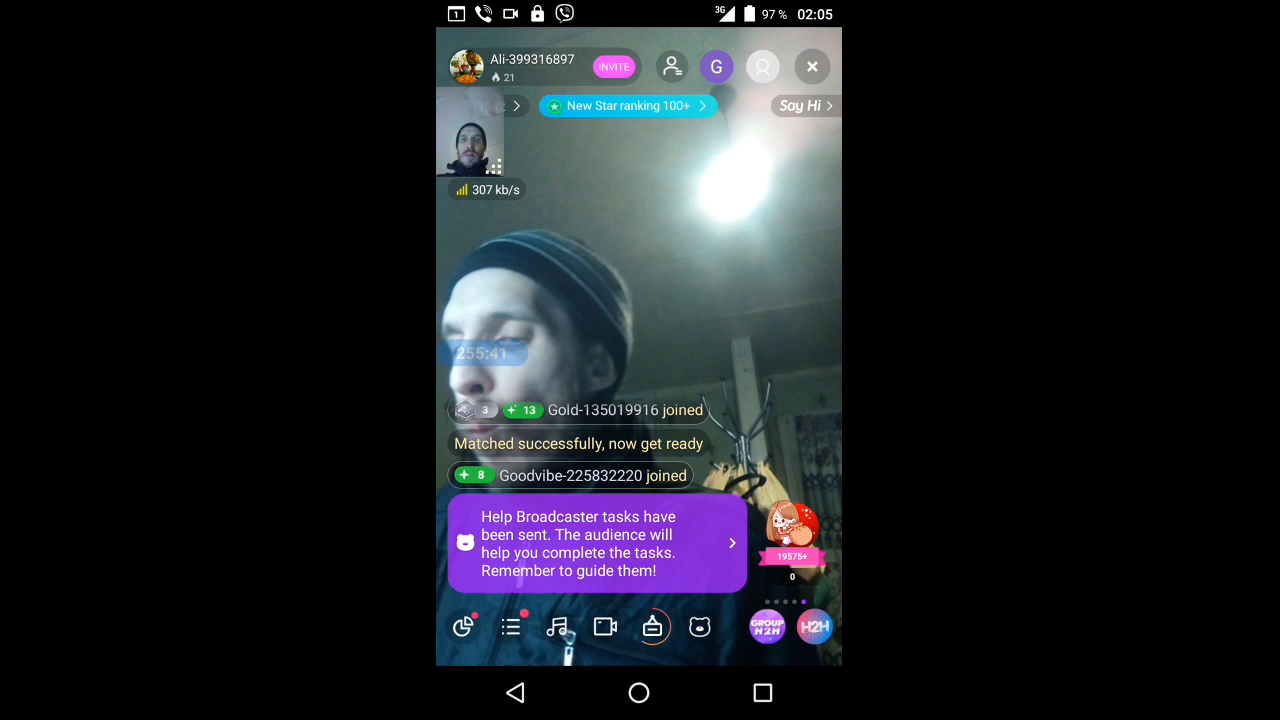 1
3G
97 %
02:05
Ali-399316897
21
INVITE
G
New Star ranking 100+
Say Hi
307 kb/s
255:41
3
13
Gold-135019916 joined
Matched successfully, now get ready
8
Goodvibe-225832220 joined
Help Broadcaster tasks have
been sent. The audience will
help you complete the tasks.
Remember to guide them!
19575+
0
GROUP
H2H
H2H